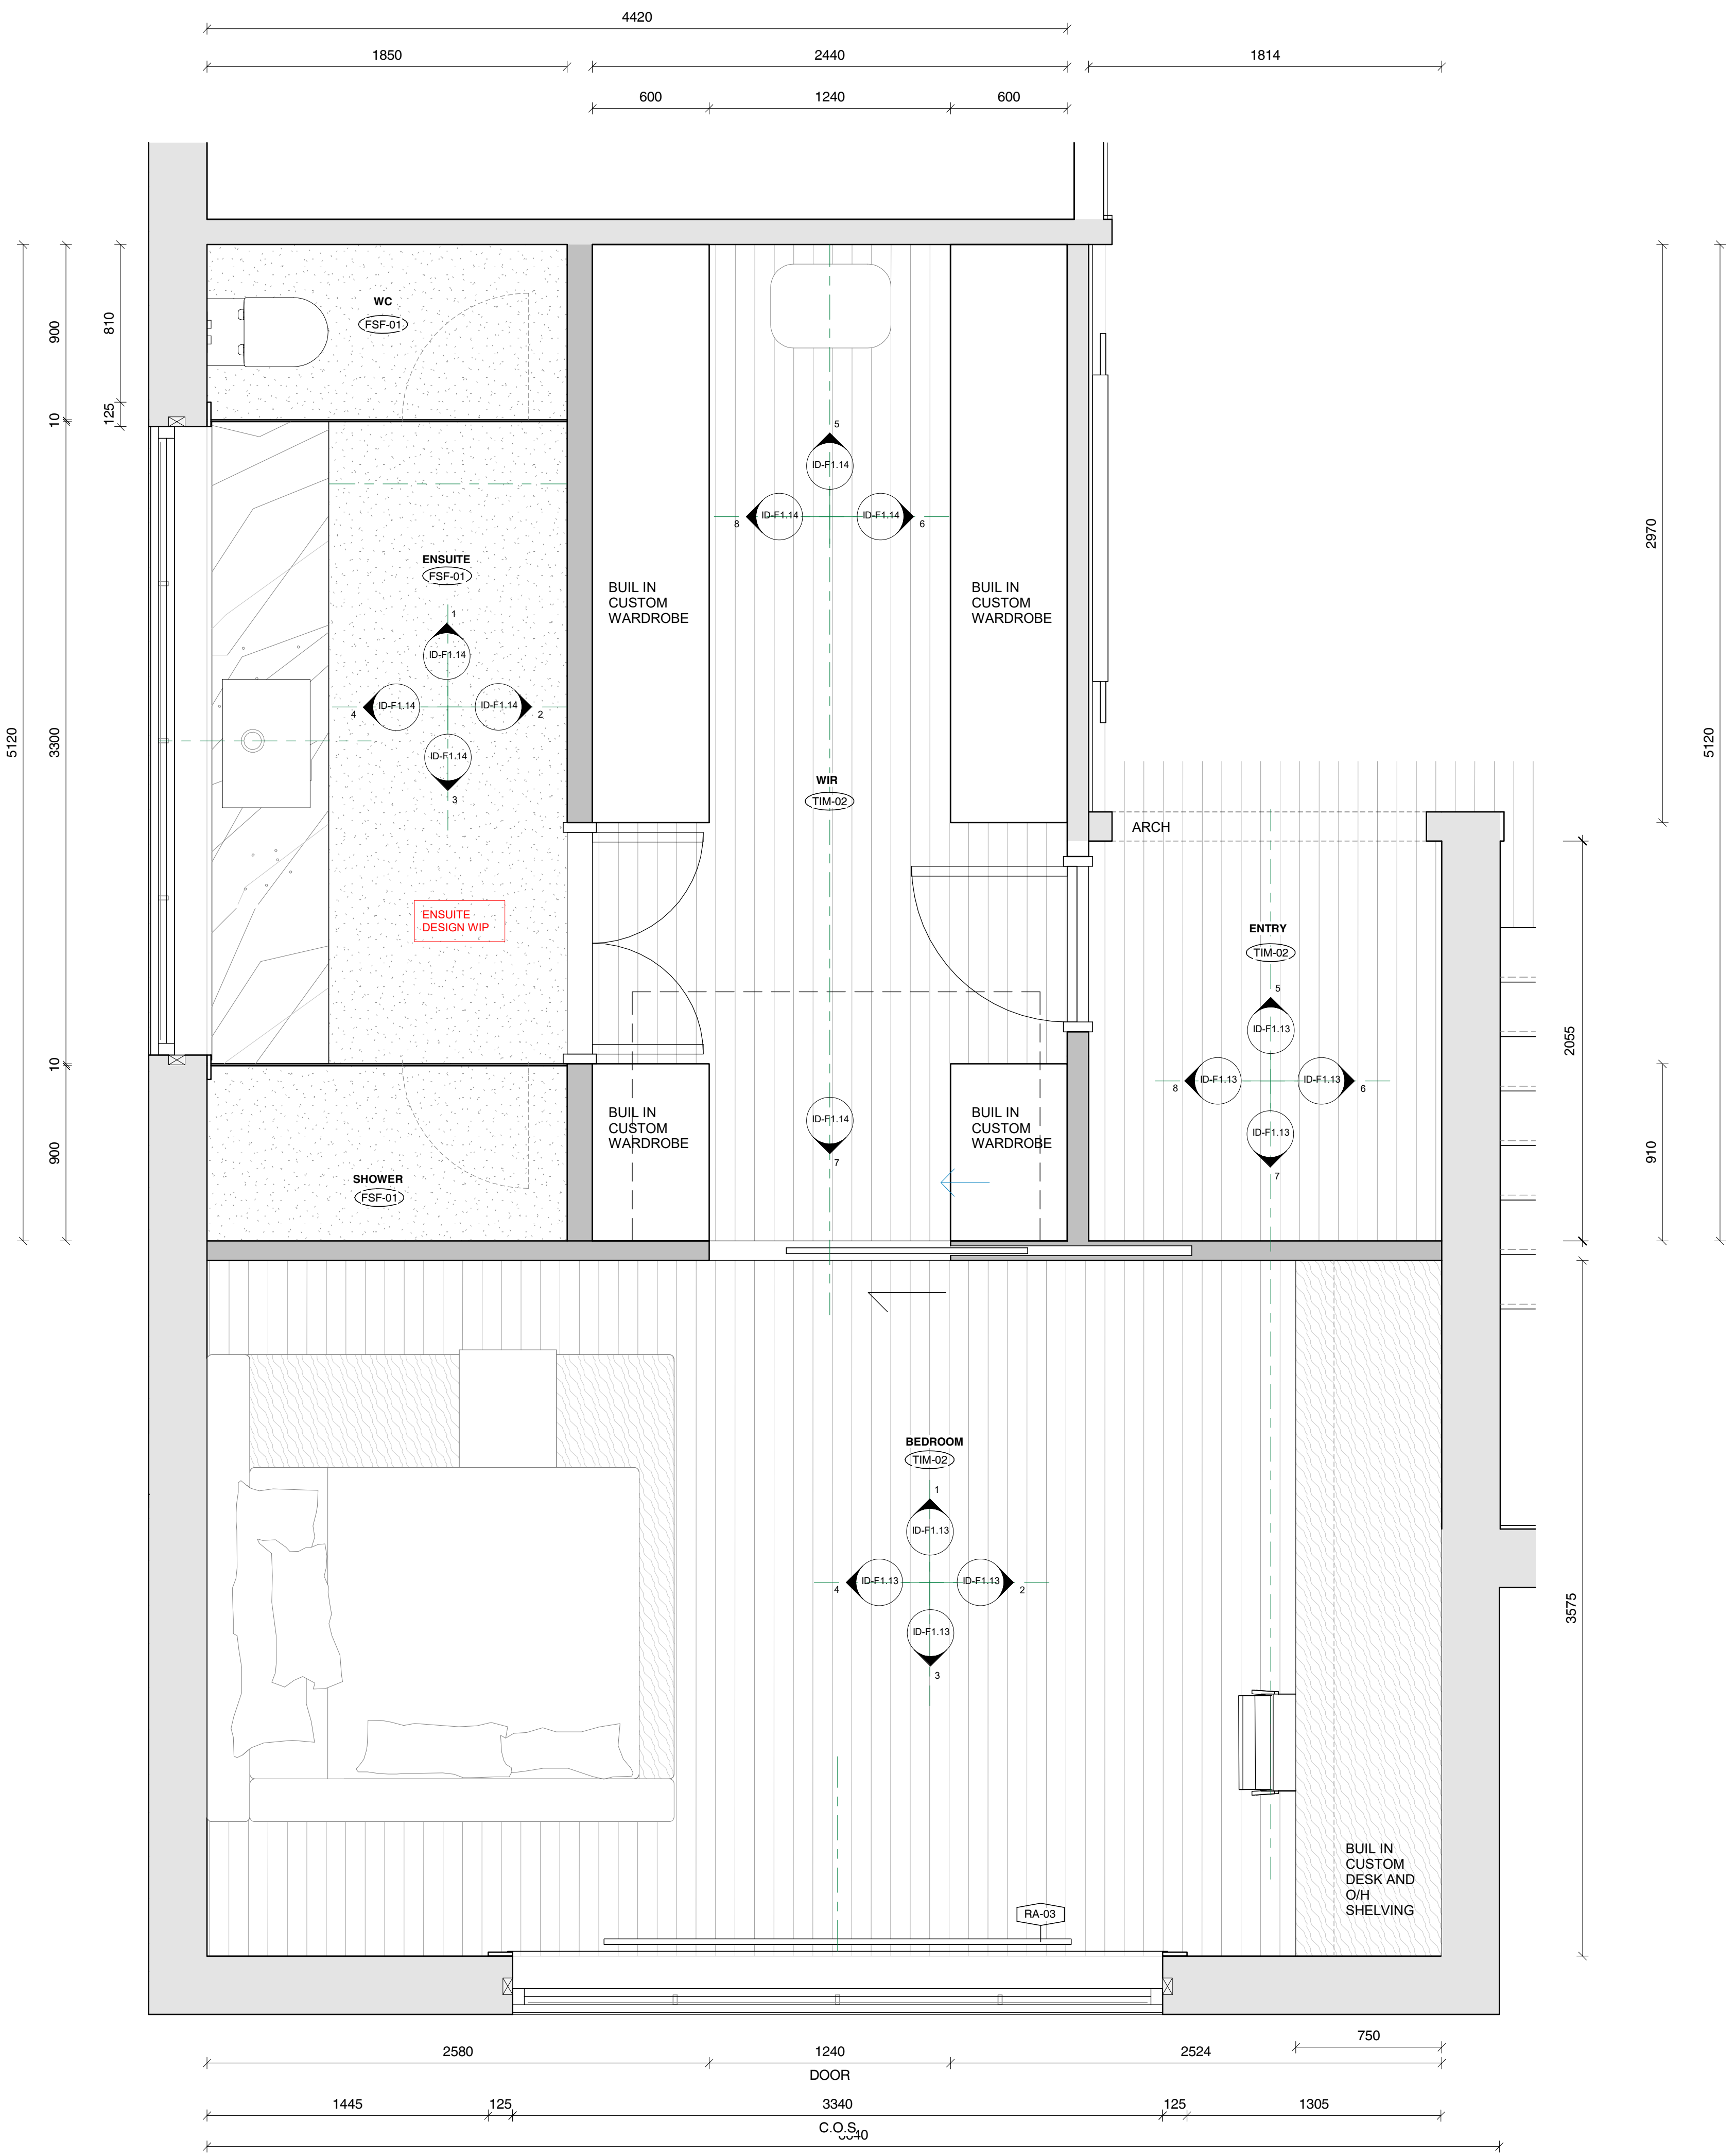 4420
1850
2440
1814
600
1240
600
5120
900
10
3300
10
900
810
125
2970
5120
2055
910
3575
WC
FSF-01
ENSUITE
FSF-01
1
ID-F1.14
4
ID-F1.14
ID-F1.14
2
ID-F1.14
3
ENSUITE
DESIGN WIP
SHOWER
FSF-01
BUIL IN
CUSTOM
WARDROBE
5
ID-F1.14
8
ID-F1.14
ID-F1.14
6
BUIL IN
CUSTOM
WARDROBE
WIR
TIM-02
BUIL IN
CUSTOM
WARDROBE
ID-F1.14
7
BUIL IN
CUSTOM
WARDROBE
ARCH
ENTRY
TIM-02
5
ID-F1.13
8
ID-F1.13
ID-F1.13
6
ID-F1.13
7
BEDROOM
TIM-02
1
ID-F1.13
4
ID-F1.13
ID-F1.13
2
ID-F1.13
3
BUIL IN
CUSTOM
DESK AND
O/H
SHELVING
RA-03
750
2580
1240
2524
DOOR
1445
125
3340
125
1305
C.O.S.